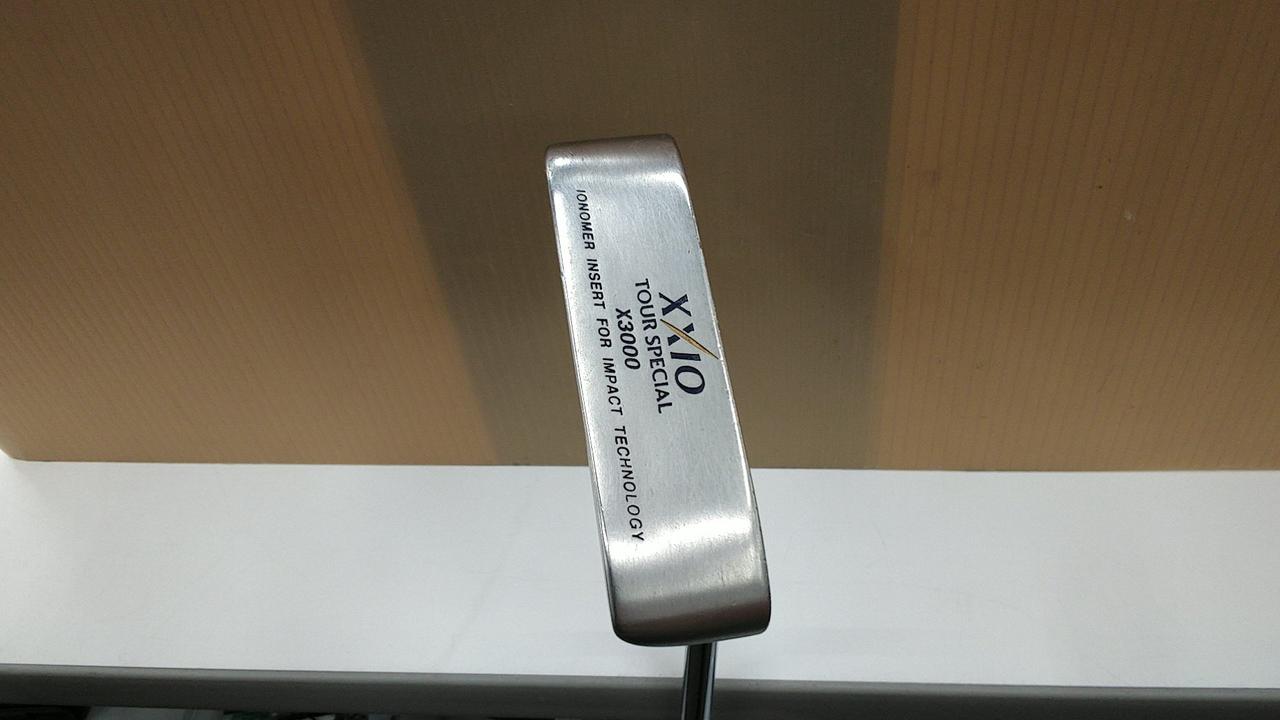 XXIO
TOUR SPECIAL
X3000
IONOMER INSERT FOR IMPACT TECHNOLOGY